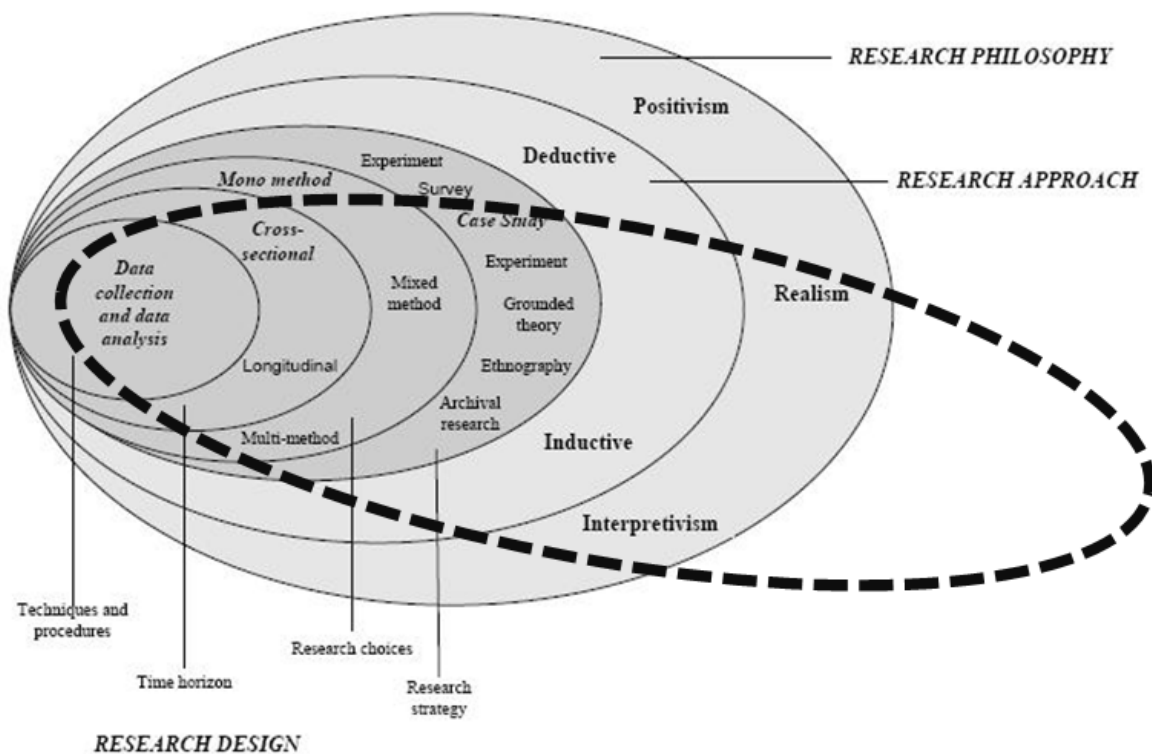 RESEARCH PHILOSOPHY
Positivism
Deductive
RESEARCH APPROACH
Experiment
Mono method
Survey
Case Study
Cross-
sectional
Data
collection
and data
analysis
Experiment
Mixed
method
Realism
Grounded
theory
Longitudinal
Ethnography
Archival
research
Multi-method
Inductive
Interpretivism
Techniques and
procedures
Time horizon
Research choices
Research
strategy
RESEARCH DESIGN